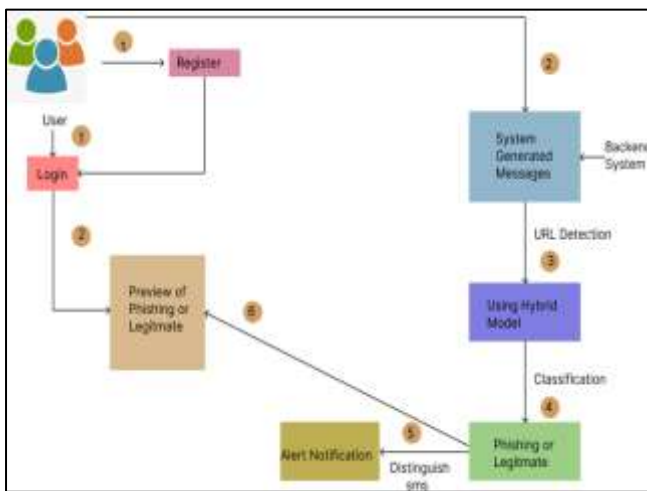 1
Register
2
User
1
Login
System
Generated
Messages
Backend
System
URL Detection
2
3
Preview of
Phishing or
Legitmate
6
Using Hybrid
Model
Classification
4
5
Alert Notification
Distinguish
sms
Phishing or
Legitimate